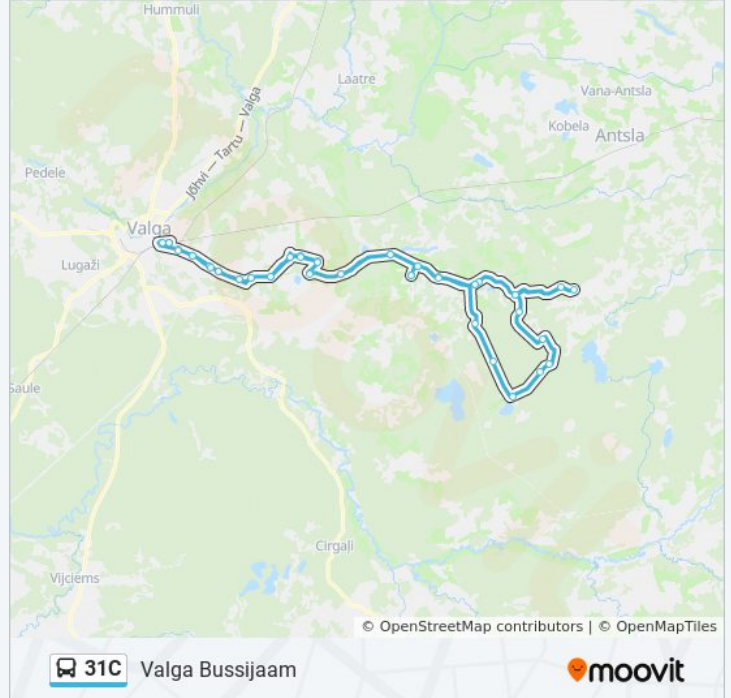 Hummuli
Laatre
Vana-Antsla
Kobela
Antsla
Jõhvi — Tartu — Valga
Pedele
Valga
Lugaži
Saule
Cirgaļi
Vijciems
© OpenStreetMap contributors | © OpenMapTiles
31C Valga Bussijaam
moovit